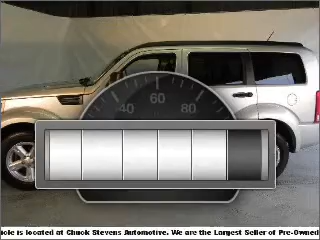 60
40 80
icle is located at Chuck Stevens Automotive. We are the Largest Seller of Pre-Owned